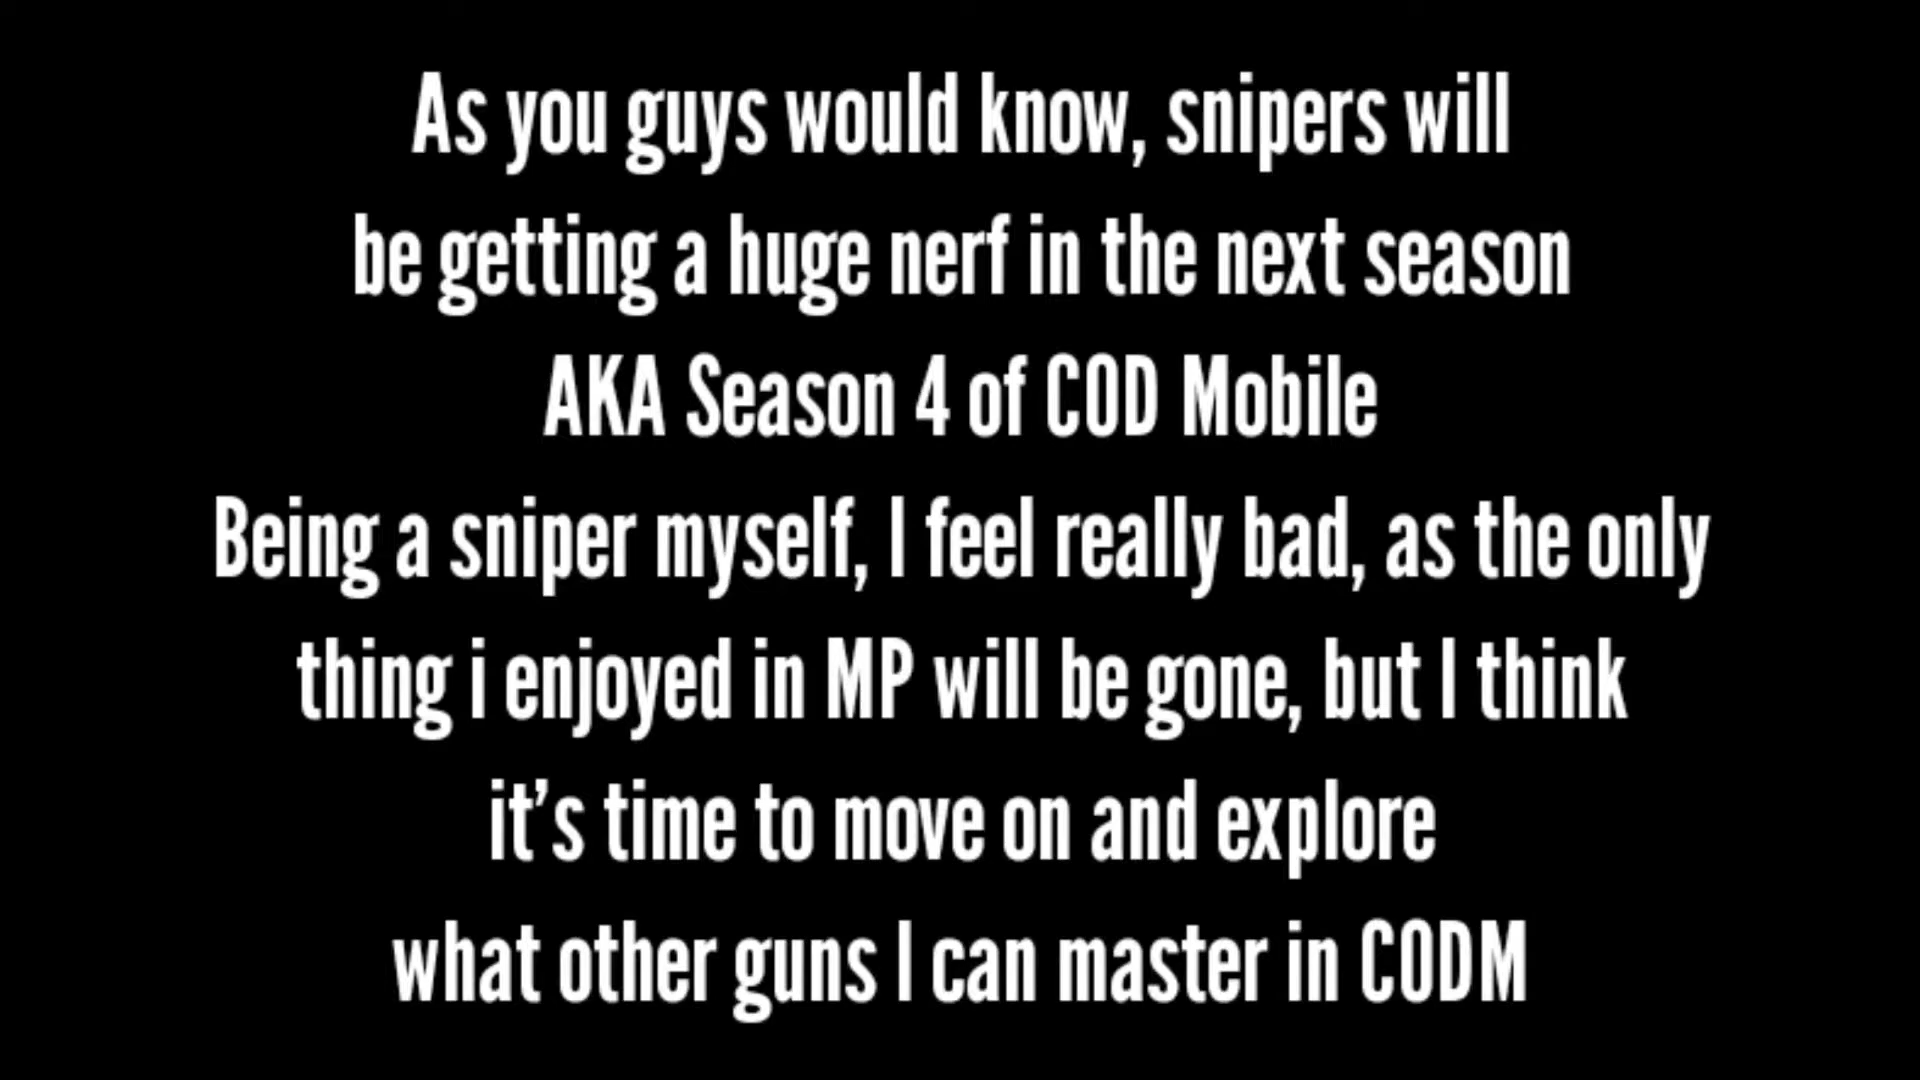 As you guys would know, snipers will
be getting a huge nerf in the next season
AKA Season 4 of COD Mobile
Being a sniper myself, I feel really bad, as the only
thing i enjoyed in MP will be gone, but I think
it’s time to move on and explore
what other guns I can master in CODM